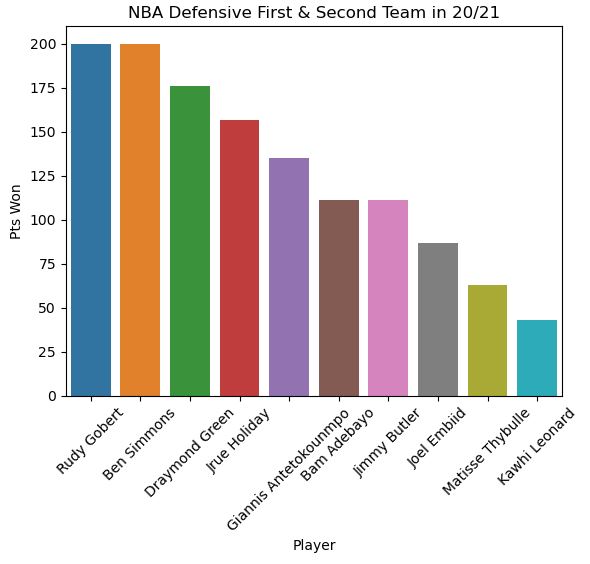 NBA Defensive First & Second Team in 20/21
Pts Won
200
175
150
125
100
75
50
25
0
Rudy Gobert
Ben Simmons
Draymond Green
Jrue Holiday
Giannis Antetokounmpo
Bam Adebayo
Jimmy Butler
Joel Embiid
Matisse Thybulle
Kawhi Leonard
Player